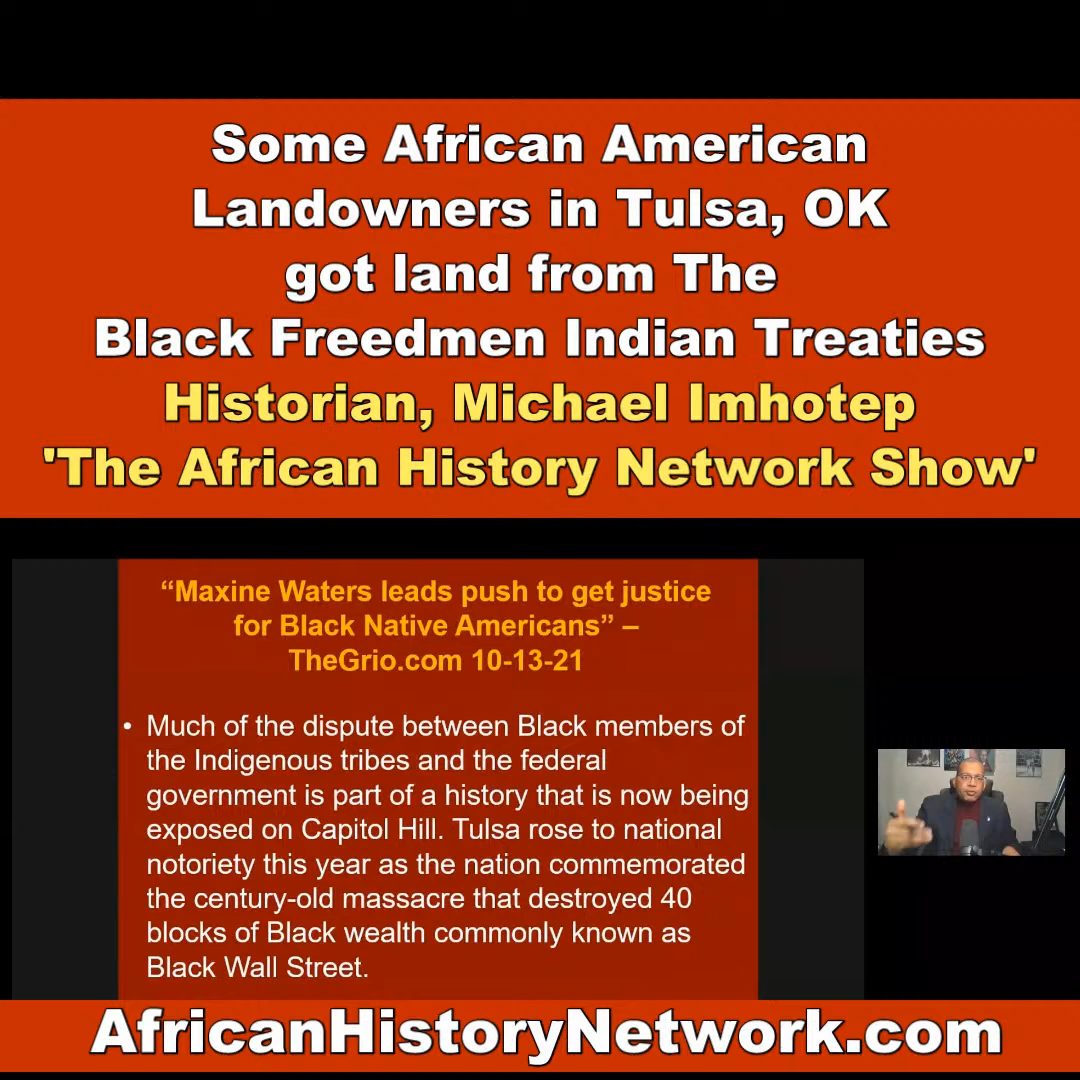 Some African American
Landowners in Tulsa, OK
got land from The
Black Freedmen Indian Treaties
Historian, Michael Imhotep
'The African History Network Show'
“Maxine Waters leads push to get justice
for Black Native Americans” –
TheGrio.com 10-13-21
• Much of the dispute between Black members of
the Indigenous tribes and the federal
government is part of a history that is now being
exposed on Capitol Hill. Tulsa rose to national
notoriety this year as the nation commemorated
the century-old massacre that destroyed 40
blocks of Black wealth commonly known as
Black Wall Street.
AfricanHistoryNetwork.com